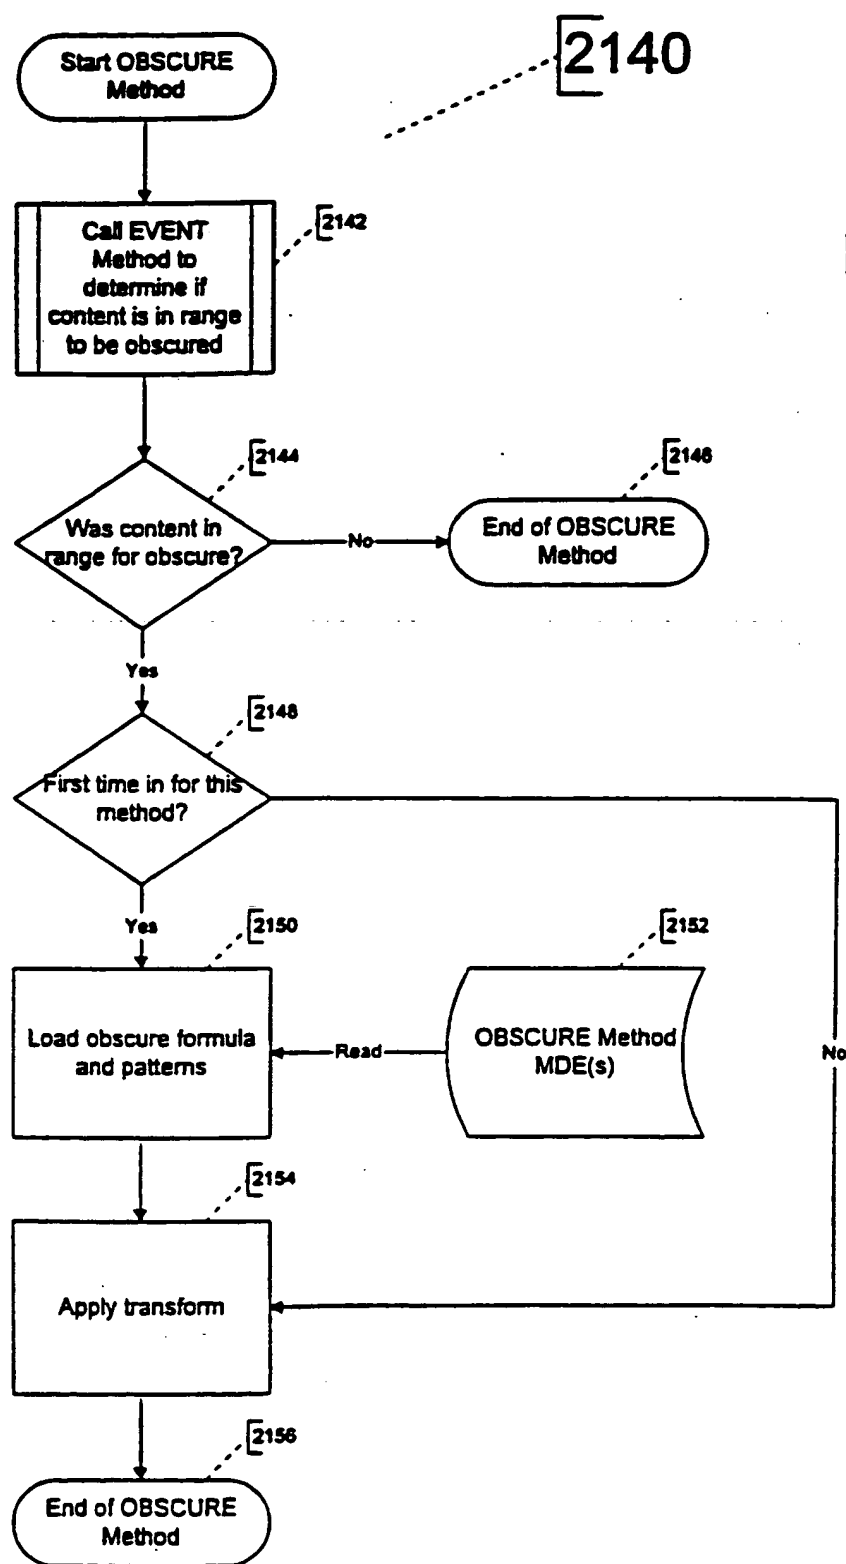 2140
Start OBSCURE
Method
2142
Call EVENT
Method to
determine if
content is in range
to be obscured
2144
Was content in
range for obscure?
No
2146
End of OBSCURE
Method
Yes
2148
First time in for this
method?
No
Yes
2150
Load obscure formula
and patterns
Read
2152
OBSCURE Method
MDE(s)
2154
Apply transform
2156
End of OBSCURE
Method